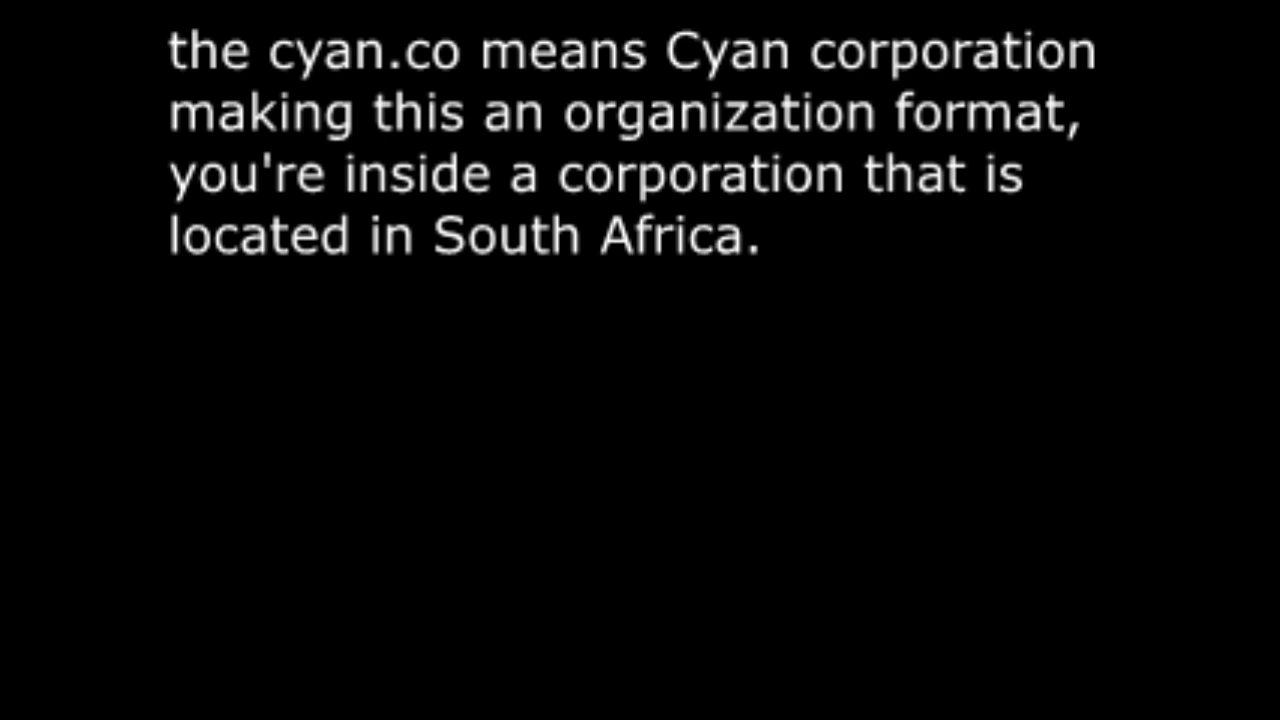 the cyan.co means Cyan corporation
making this an organization format,
you're inside a corporation that is
located in South Africa.